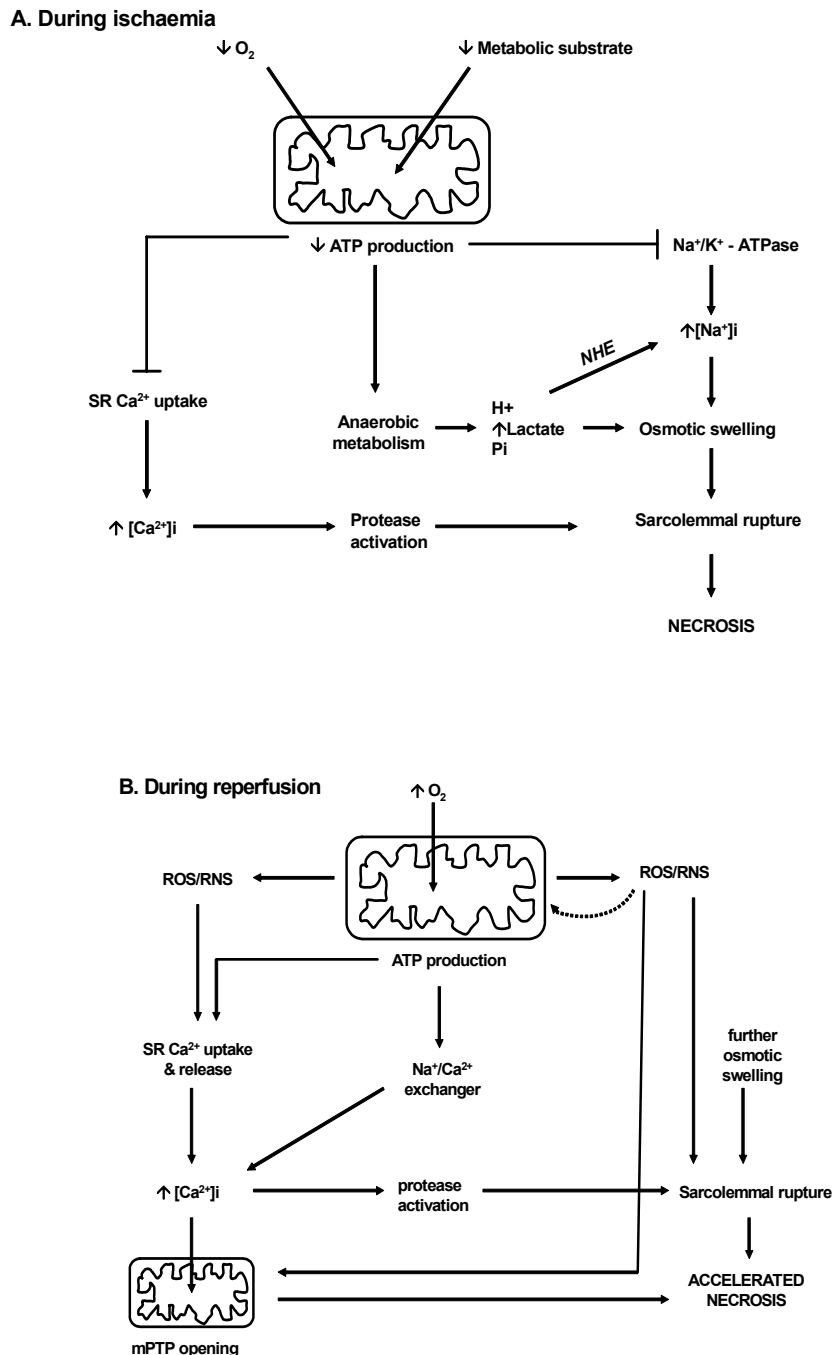 A. During ischaemia
↓ O₂
↓ Metabolic substrate
↓ ATP production
Na⁺/K⁺ - ATPase
↑[Na⁺]i
NHE
SR Ca²⁺ uptake
Anaerobic
metabolism
H+
↑Lactate
Pi
Osmotic swelling
↑ [Ca²⁺]i
Protease
activation
Sarcolemmal rupture
NECROSIS
B. During reperfusion
↑ O₂
ROS/RNS
ROS/RNS
ATP production
SR Ca²⁺ uptake
& release
Na⁺/Ca²⁺
exchanger
further
osmotic
swelling
↑ [Ca²⁺]i
protease
activation
Sarcolemmal rupture
ACCELERATED
NECROSIS
mPTP opening